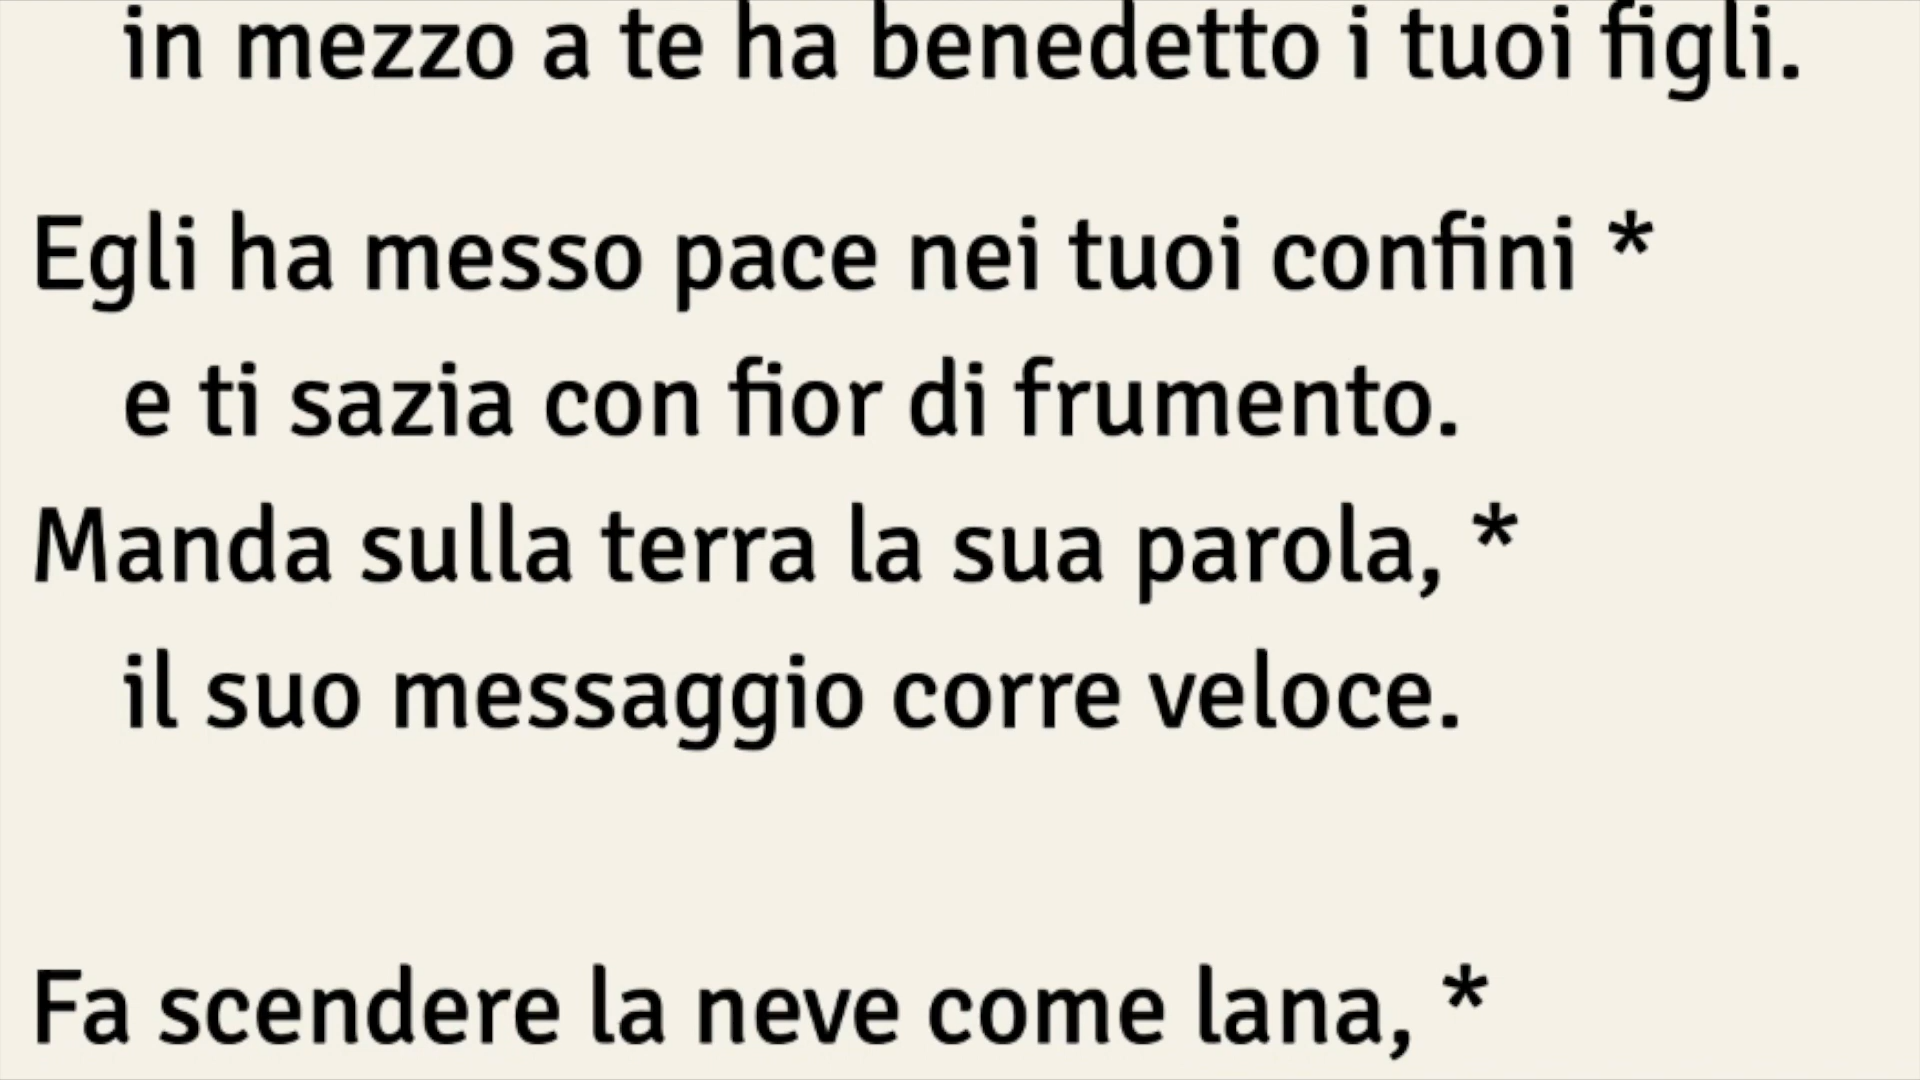 in mezzo a te ha benedetto i tuoi figli.
Egli ha messo pace nei tuoi confini *
e ti sazia con fior di frumento.
Manda sulla terra la sua parola, *
il suo messaggio corre veloce.
Fa scendere la neve come lana, *